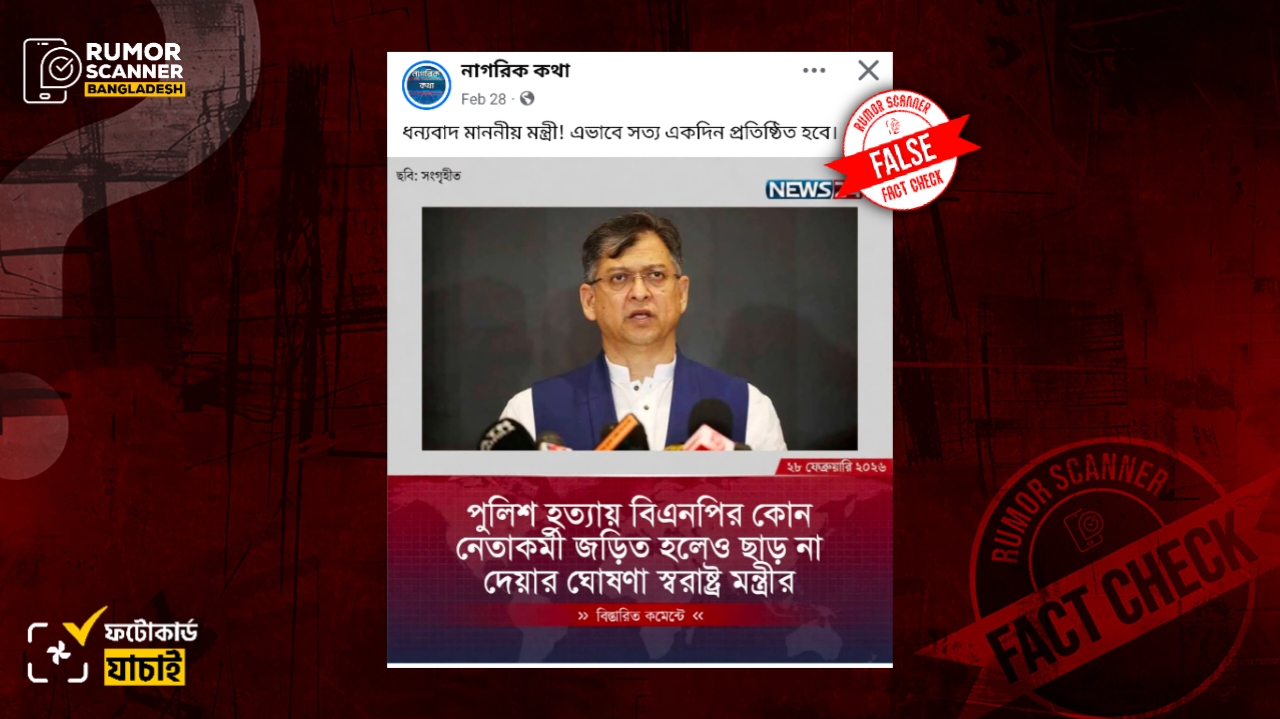 RUMOR
SCANNER
BANGLADESH
নাগরিক কথা
নাগরিক
কথা
Feb 28
ধন্যবাদ মাননীয় মন্ত্রী! এভাবে সত্য একদিন প্রতিষ্ঠিত হবে।
RUMOR SCANNER
FALSE
FACT CHECK
ছবি: সংগৃহীত
NEWS
২৮ ফেব্রুয়ারি ২০২৬
পুলিশ হত্যায় বিএনপির কোন
নেতাকর্মী জড়িত হলেও ছাড় না
দেয়ার ঘোষণা স্বরাষ্ট্র মন্ত্রীর
» বিস্তারিত কমেন্টে «
ফটোকার্ড
যাচাই
RUMOR SCANNER
FACT CHECK